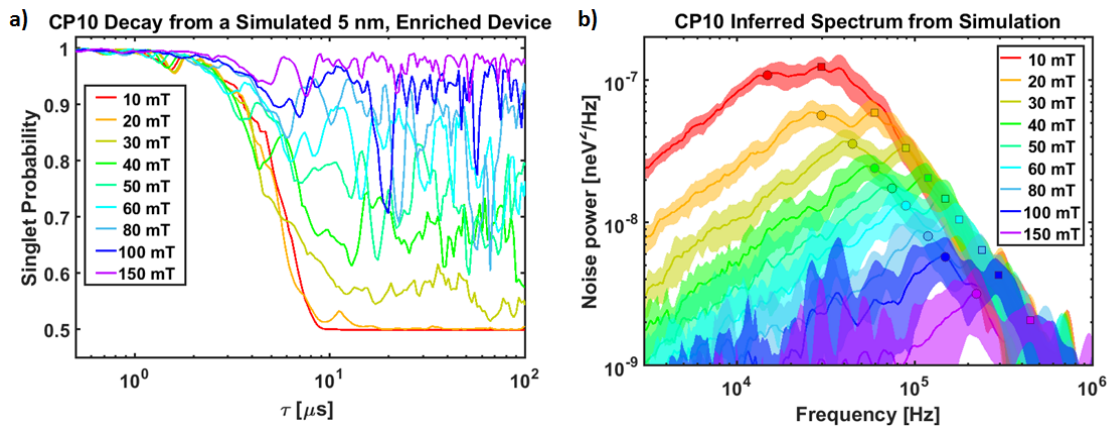 a)
CP10 Decay from a Simulated 5 nm, Enriched Device
1
0.9
0.8
0.7
0.6
0.5
Singlet Probability
10 mT
20 mT
30 mT
40 mT
50 mT
60 mT
80 mT
100 mT
150 mT
10⁰
10¹
10²
τ [μs]
b)
CP10 Inferred Spectrum from Simulation
10⁻⁷
10⁻⁸
10⁻⁹
Noise power [neV²/Hz]
10 mT
20 mT
30 mT
40 mT
50 mT
60 mT
80 mT
100 mT
150 mT
10⁴
10⁵
10⁶
Frequency [Hz]